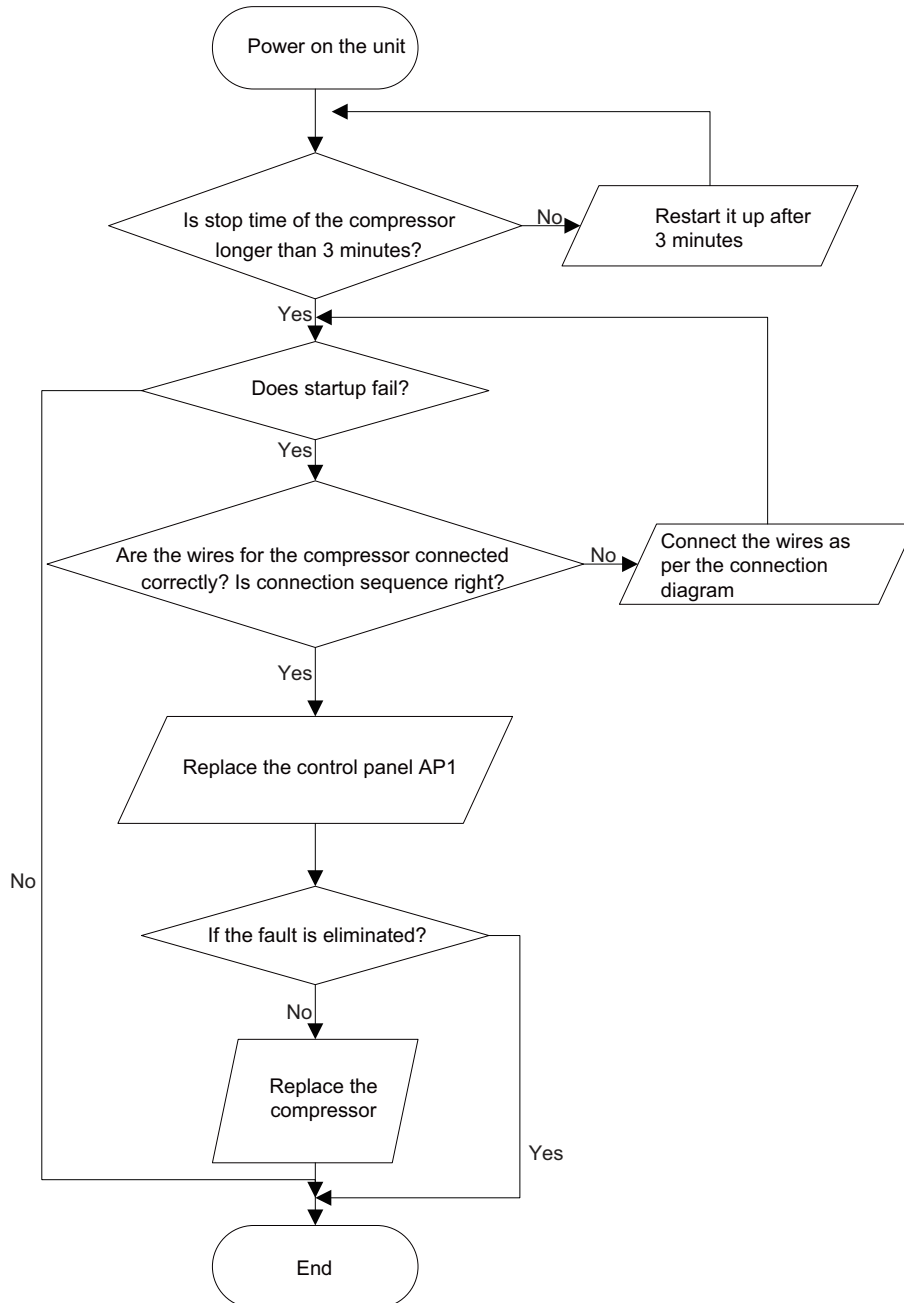 Power on the unit
Is stop time of the compressor
longer than 3 minutes?
No
Restart it up after
3 minutes
Yes
Does startup fail?
Yes
Are the wires for the compressor connected
correctly? Is connection sequence right?
No
Connect the wires as
per the connection
diagram
Yes
Replace the control panel AP1
No
If the fault is eliminated?
No
Replace the
compressor
Yes
End